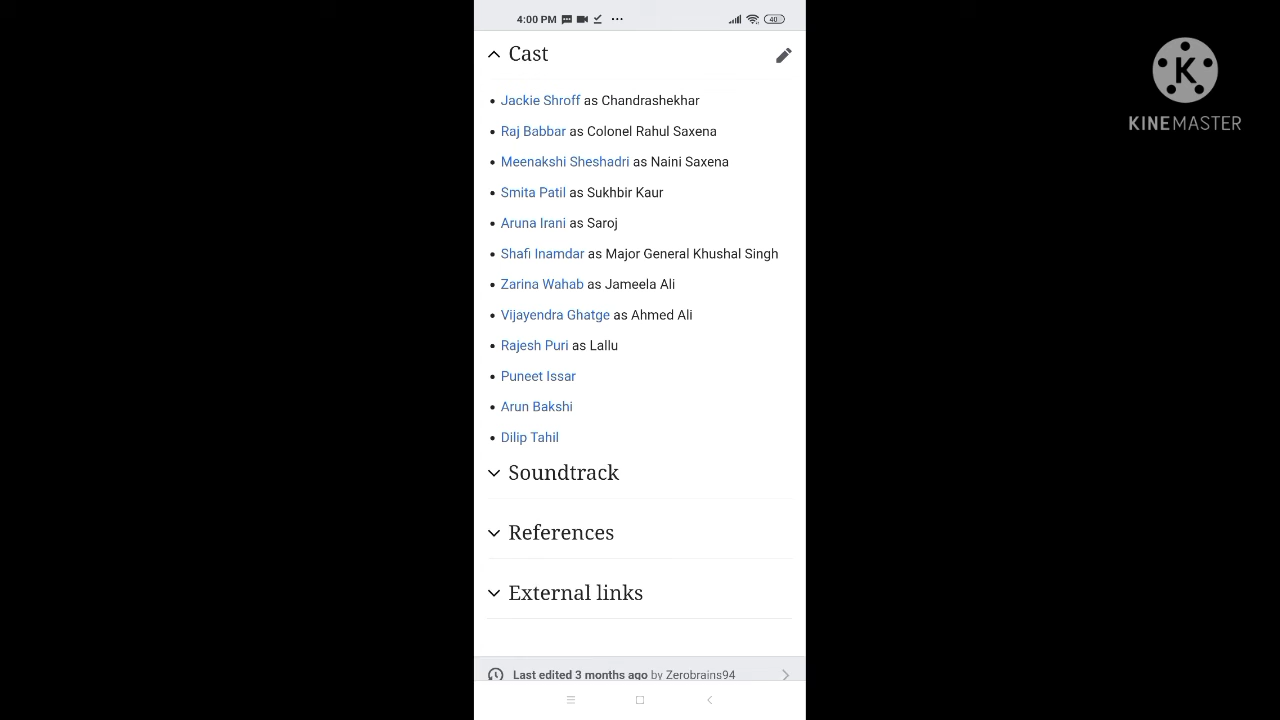 4:00 PM
40
Cast
Jackie Shroff as Chandrashekhar
Raj Babbar as Colonel Rahul Saxena
Meenakshi Sheshadri as Naini Saxena
Smita Patil as Sukhbir Kaur
Aruna Irani as Saroj
Shafi Inamdar as Major General Khushal Singh
Zarina Wahab as Jameela Ali
Vijayendra Ghatge as Ahmed Ali
Rajesh Puri as Lallu
Puneet Issar
Arun Bakshi
Dilip Tahil
Soundtrack
References
External links
Last edited 3 months ago by Zerobrains94
K
KINEMASTER